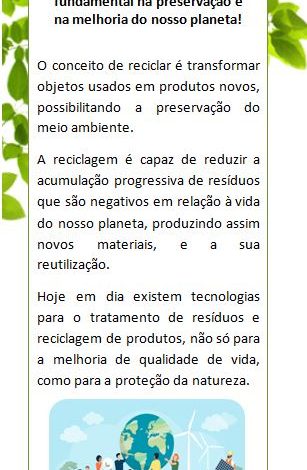 fundamental na preservação e
na melhoria do nosso planeta!
O conceito de reciclar é transformar
objetos usados em produtos novos,
possibilitando a preservação do
meio ambiente.
A reciclagem é capaz de reduzir a
acumulação progressiva de resíduos
que são negativos em relação à vida
do nosso planeta, produzindo assim
novos materiais, e a sua
reutilização.
Hoje em dia existem tecnologias
para o tratamento de resíduos e
reciclagem de produtos, não só para
a melhoria de qualidade de vida,
como para a proteção da natureza.